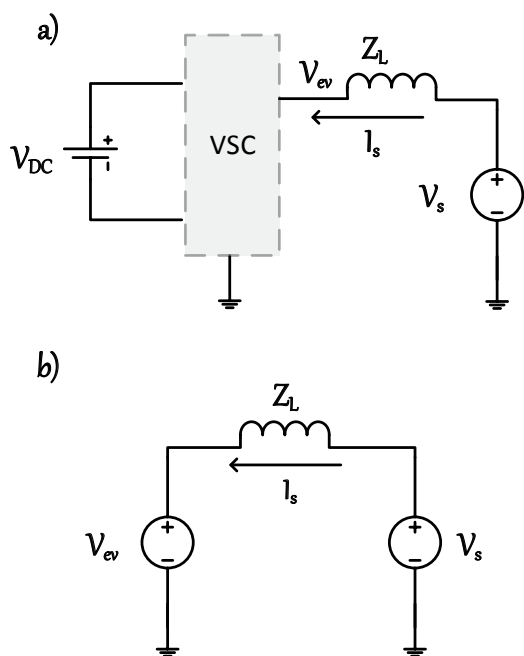 a)
Z_L
V_ev
I_s
VSC
V_DC
V_s
+
-
+
-
b)
Z_L
I_s
V_ev
+
-
+
-
V_s